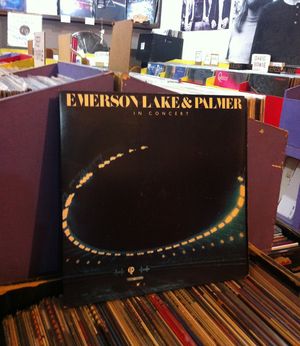 EMERSON LAKE & PALMER
IN CONCERT